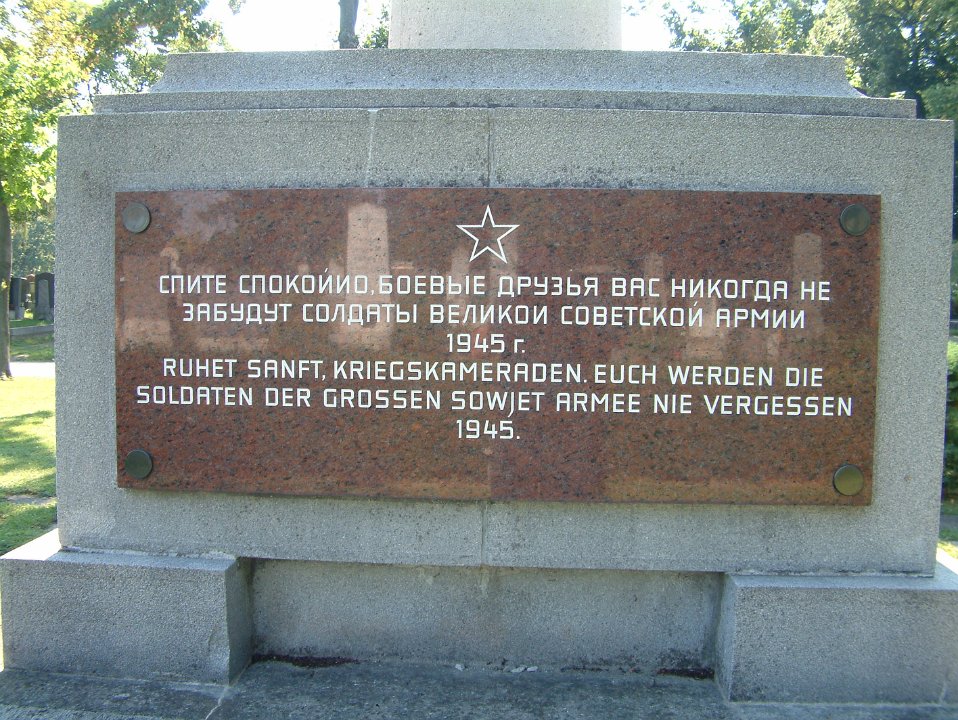 СПИТЕ СПОКОЙИО, БОЕВЫЕ ДРУЗЬЯ ВАС НИКОГДА НЕ
ЗАБУДУТ СОЛДАТЫ ВЕЛИКОИ СОВЕТСКОЙ АРМИИ
1945 г.
RUHET SANFT, KRIEGSKAMERADEN. EUCH WERDEN DIE
SOLDATEN DER GROSSEN SOWJET ARMEE NIE VERGESSEN
1945.